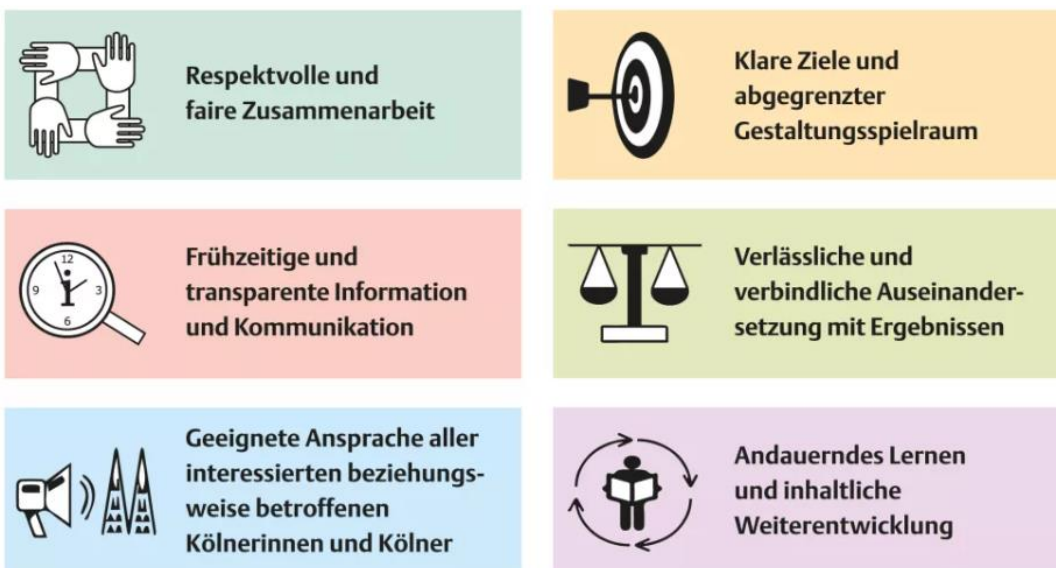 Respektvolle und
faire Zusammenarbeit
Klare Ziele und
abgegrenzter
Gestaltungsspielraum
12
9
3
6
Frühzeitige und
transparente Information
und Kommunikation
Verlässliche und
verbindliche Auseinander-
setzung mit Ergebnissen
Geeignete Ansprache aller
interessierten beziehungs-
weise betroffenen
Kölnerinnen und Kölner
Andauerndes Lernen
und inhaltliche
Weiterentwicklung